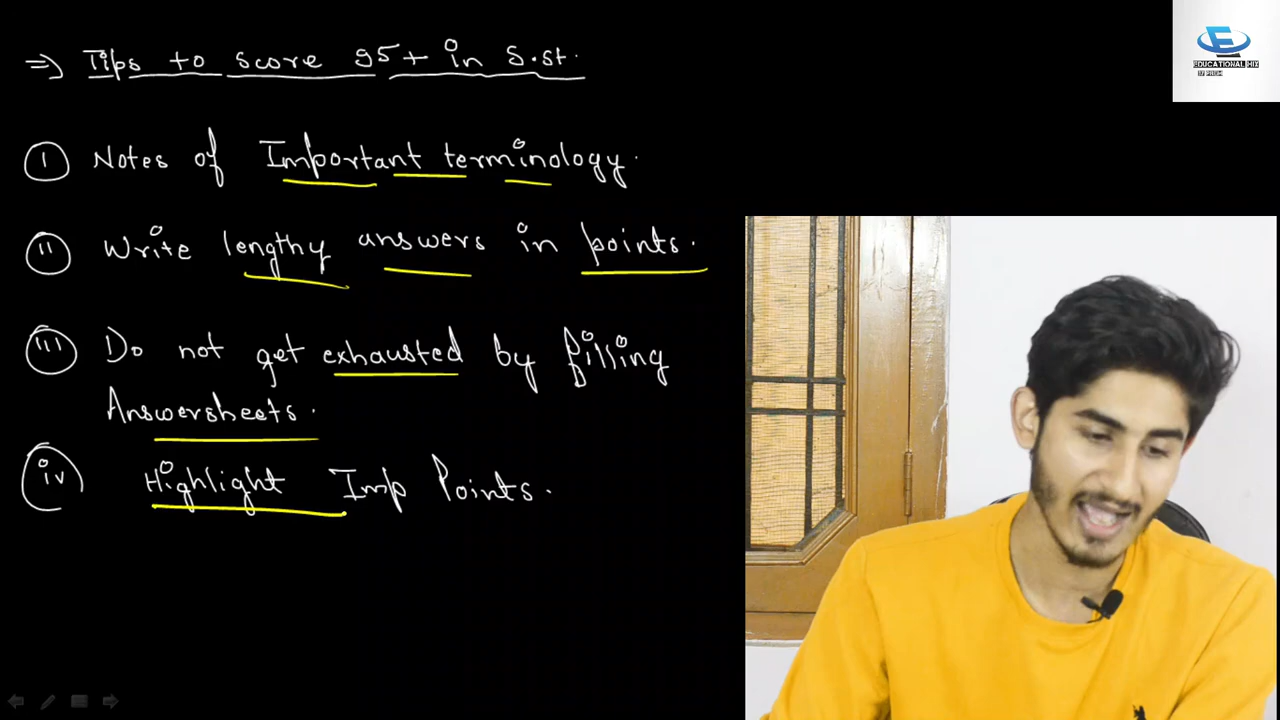 ⇒ Tips to score 95+ in S.st.
(i) Notes of Important terminology.
(ii) Write lengthy answers in points.
(iii) Do not get exhausted by filling
Answersheets.
(iv) Highlight Imp Points.
EDUCATIONAL